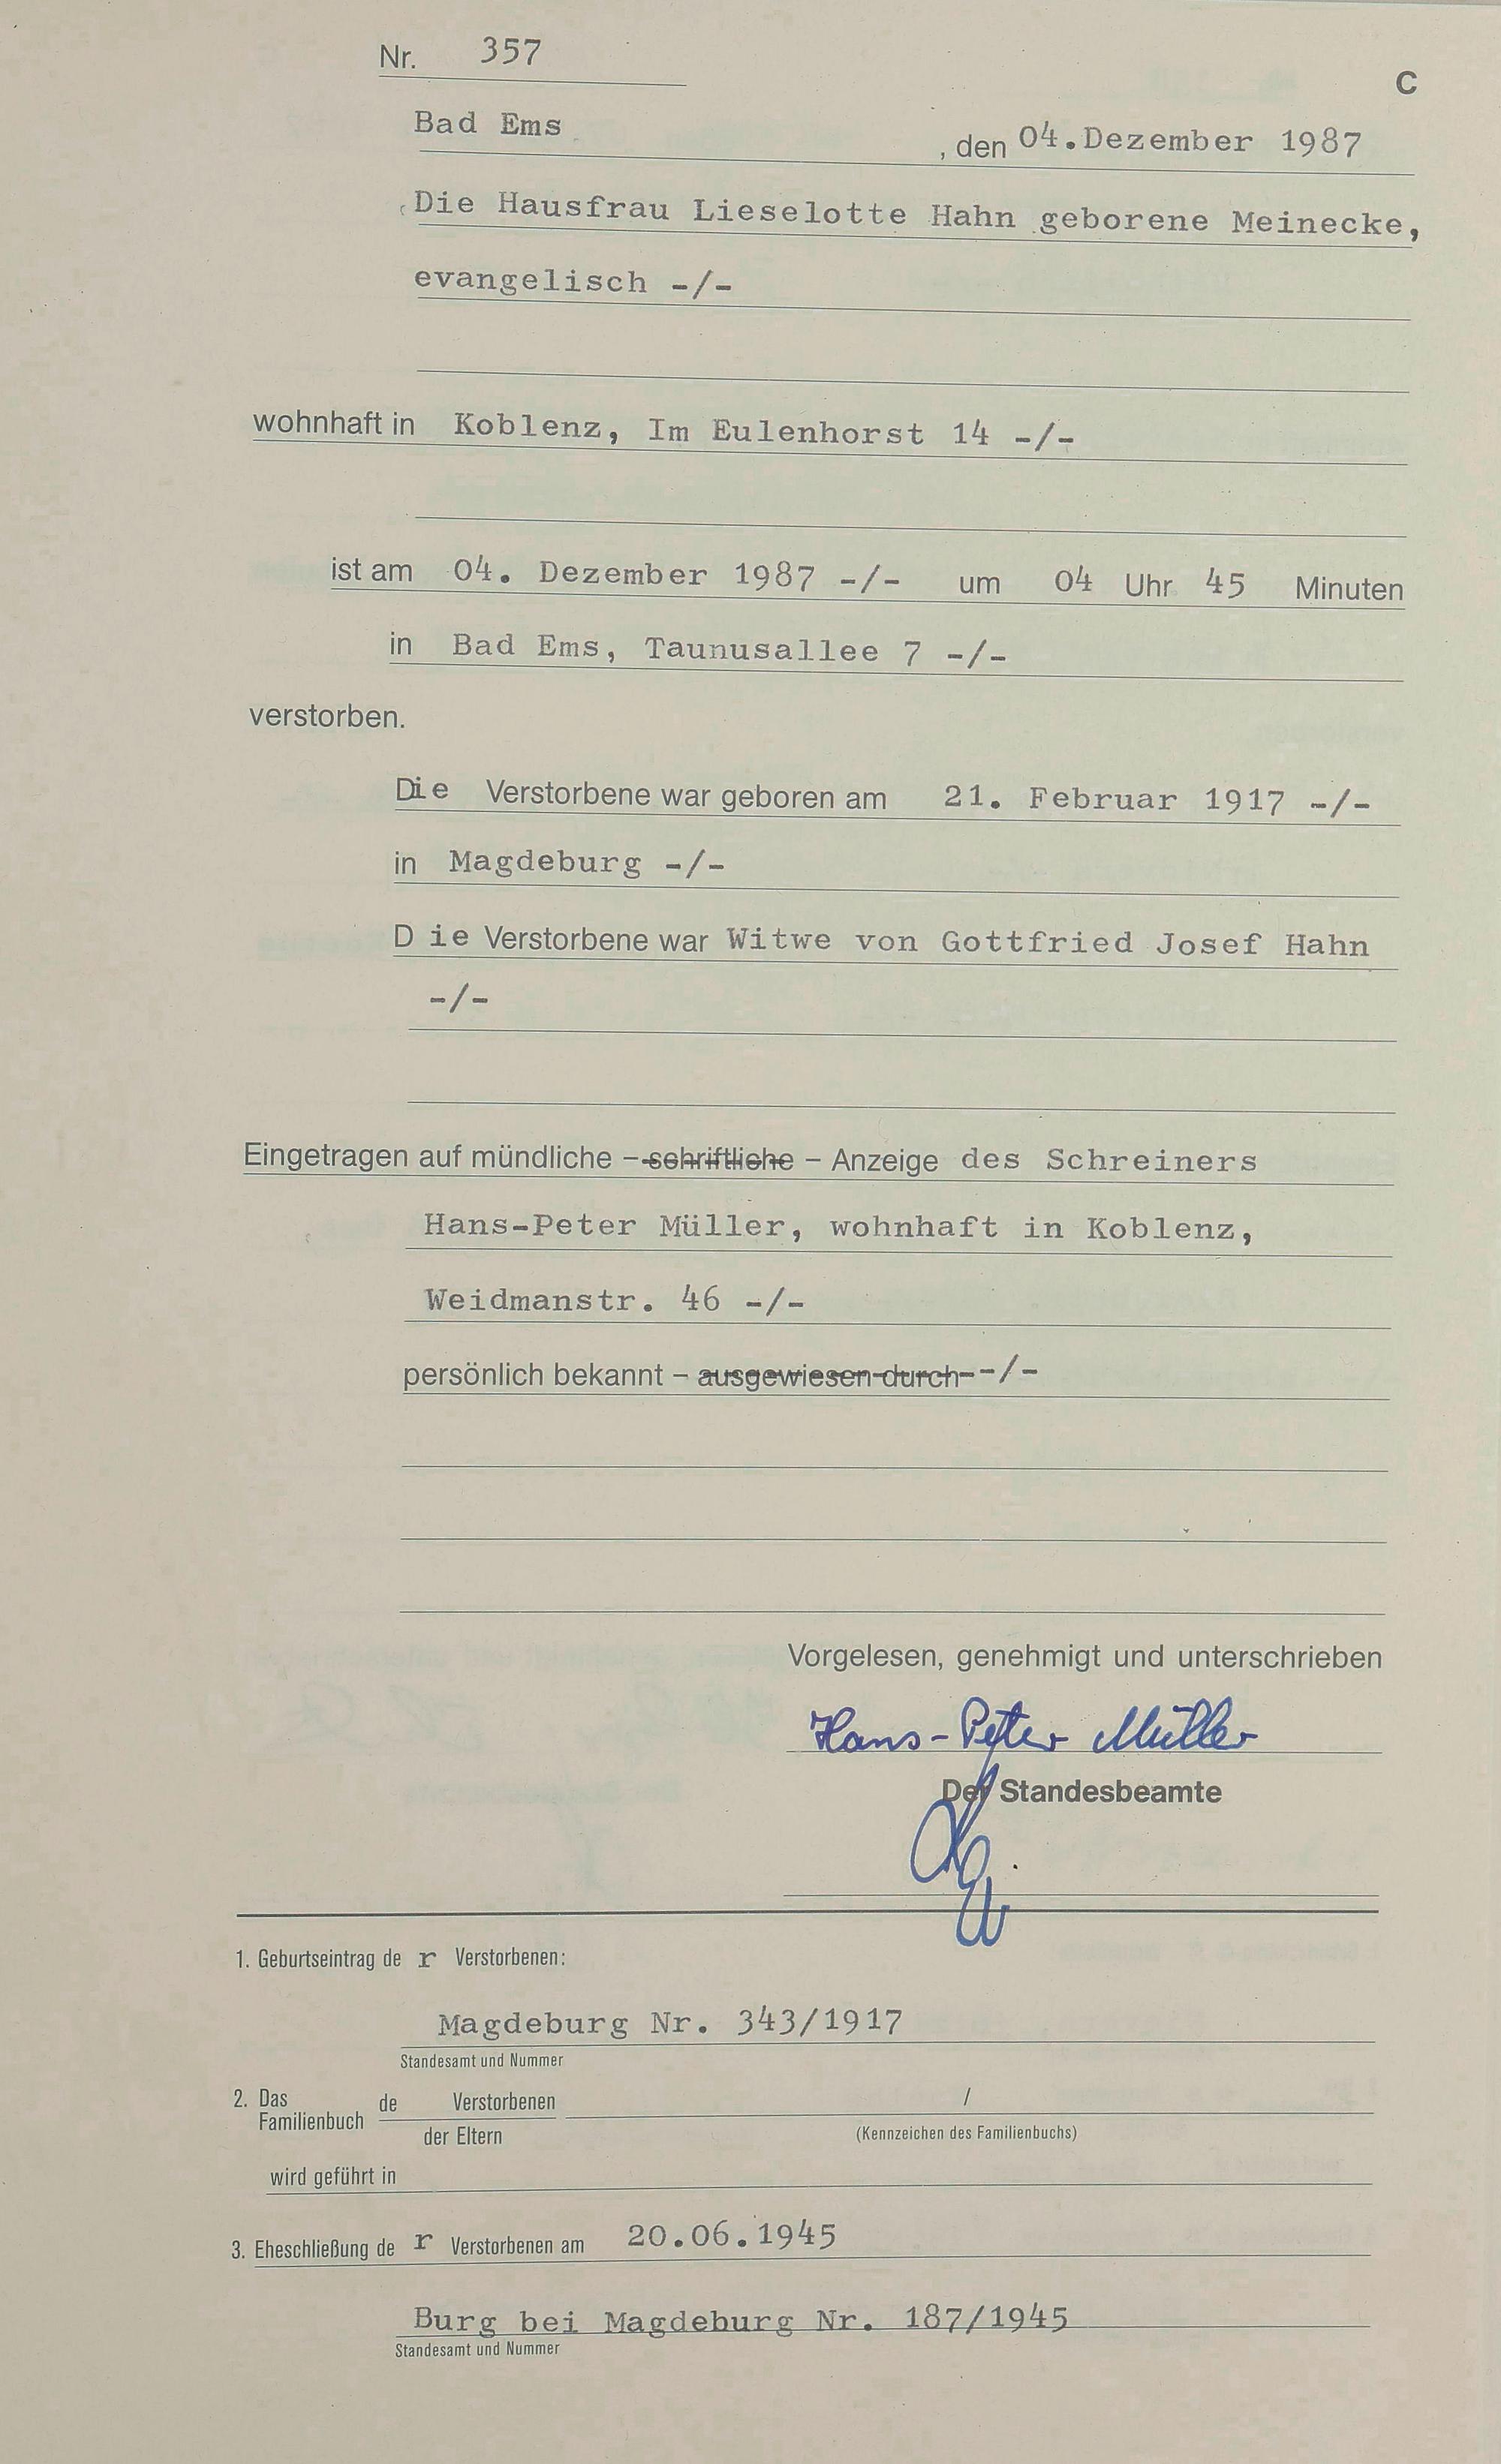 Nr. 357
C
Bad Ems , den 04.Dezember 1987
Die Hausfrau Lieselotte Hahn geborene Meinecke,
evangelisch -/-
wohnhaft in Koblenz, Im Eulenhorst 14 -/-
ist am 04. Dezember 1987 -/- um 04 Uhr 45 Minuten
in Bad Ems, Taunusallee 7 -/-
verstorben.
Die Verstorbene war geboren am 21. Februar 1917 -/-
in Magdeburg -/-
Die Verstorbene war Witwe von Gottfried Josef Hahn
-/-
Eingetragen auf mündliche – schriftliche – Anzeige des Schreiners
Hans-Peter Müller, wohnhaft in Koblenz,
Weidmanstr. 46 -/-
persönlich bekannt – ausgewiesen durch -/-
Vorgelesen, genehmigt und unterschrieben
Hans-Peter Müller
Der Standesbeamte
1. Geburtseintrag de r Verstorbenen:
Magdeburg Nr. 343/1917
Standesamt und Nummer
2. Das Familienbuch de Verstorbenen /
der Eltern (Kennzeichen des Familienbuchs)
wird geführt in
3. Eheschließung de r Verstorbenen am 20.06.1945
Burg bei Magdeburg Nr. 187/1945
Standesamt und Nummer